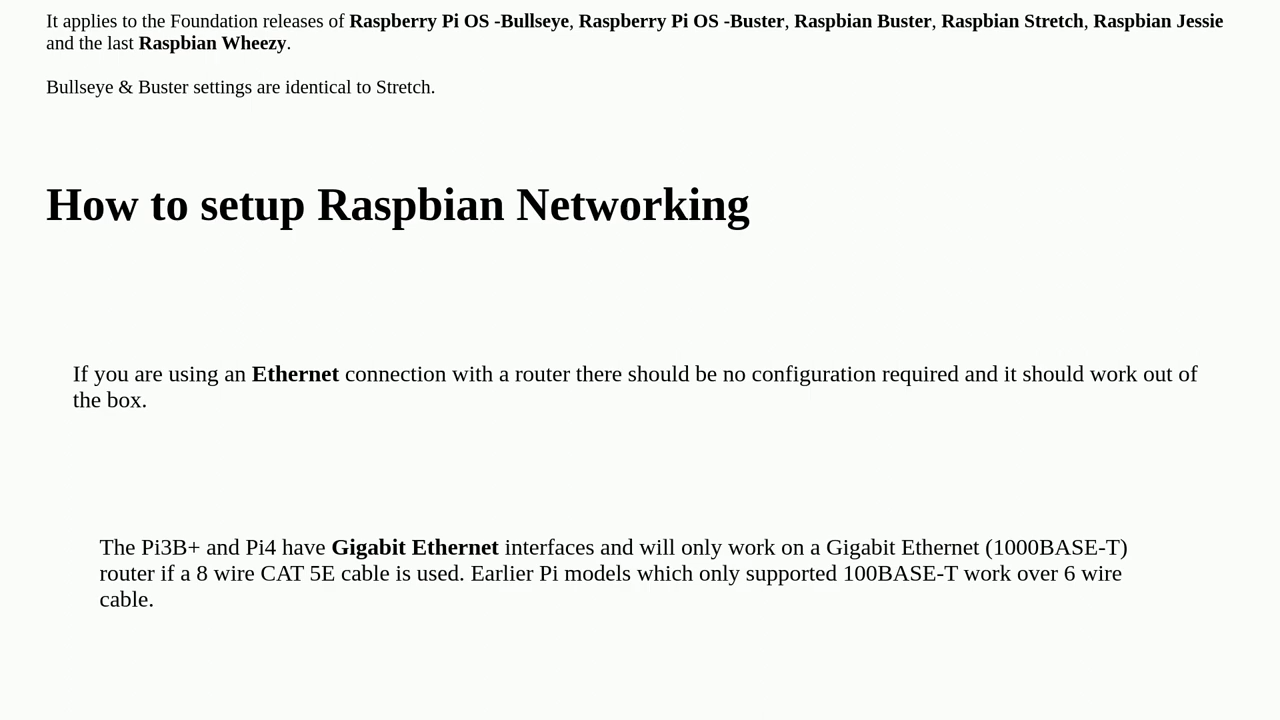 It applies to the Foundation releases of Raspberry Pi OS -Bullseye, Raspberry Pi OS -Buster, Raspbian Buster, Raspbian Stretch, Raspbian Jessie
and the last Raspbian Wheezy.
Bullseye & Buster settings are identical to Stretch.
How to setup Raspbian Networking
If you are using an Ethernet connection with a router there should be no configuration required and it should work out of
the box.
The Pi3B+ and Pi4 have Gigabit Ethernet interfaces and will only work on a Gigabit Ethernet (1000BASE-T)
router if a 8 wire CAT 5E cable is used. Earlier Pi models which only supported 100BASE-T work over 6 wire
cable.